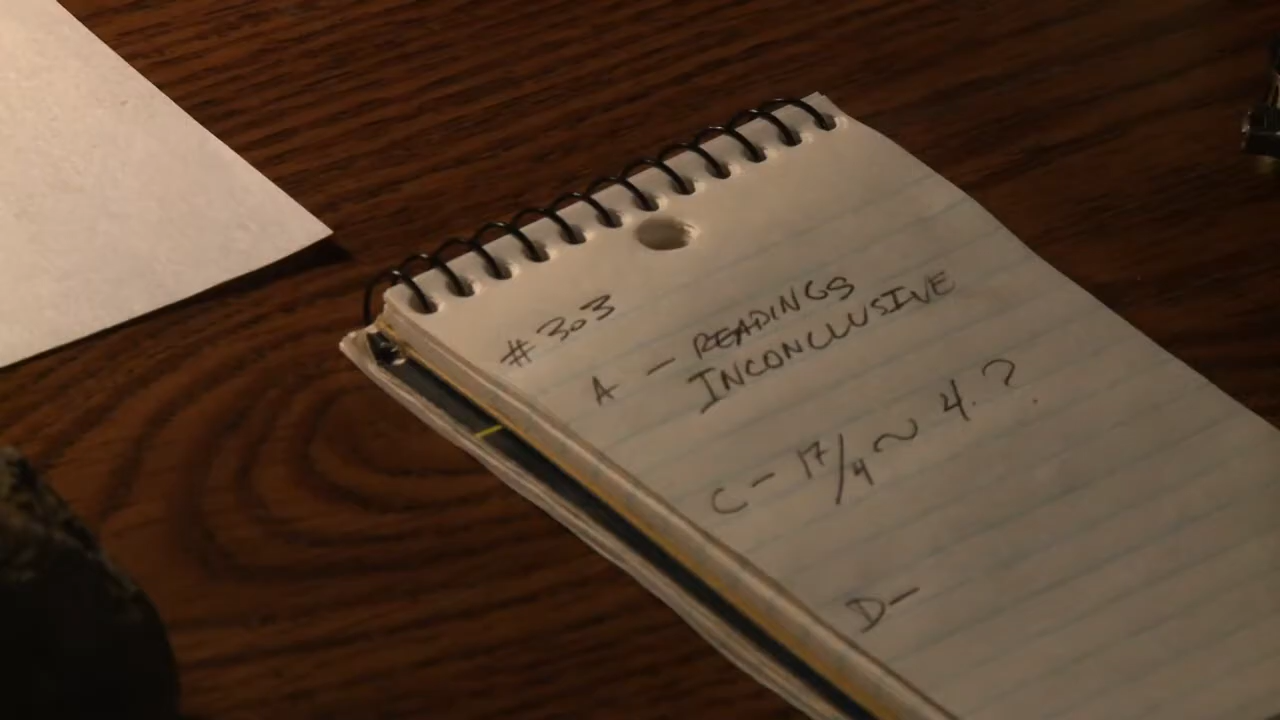 #303
A - READINGS
INCONCLUSIVE
C - 17/4 ~ 4.?
D-